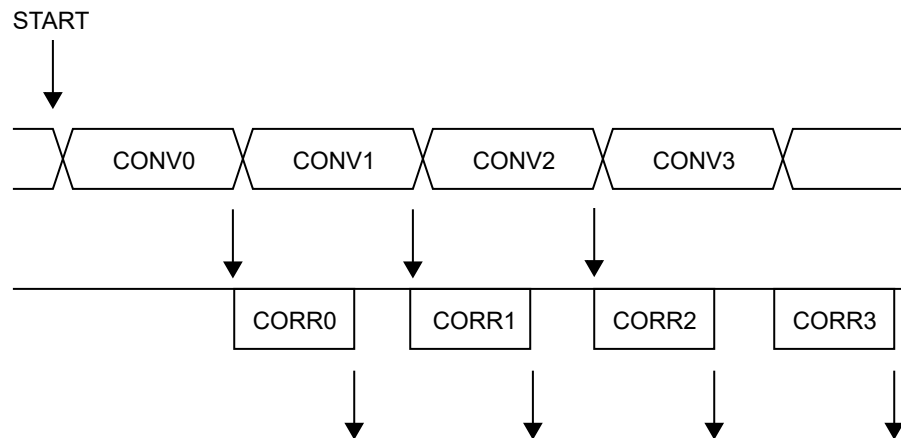 START
CONV0 CONV1 CONV2 CONV3
CORR0 CORR1 CORR2 CORR3